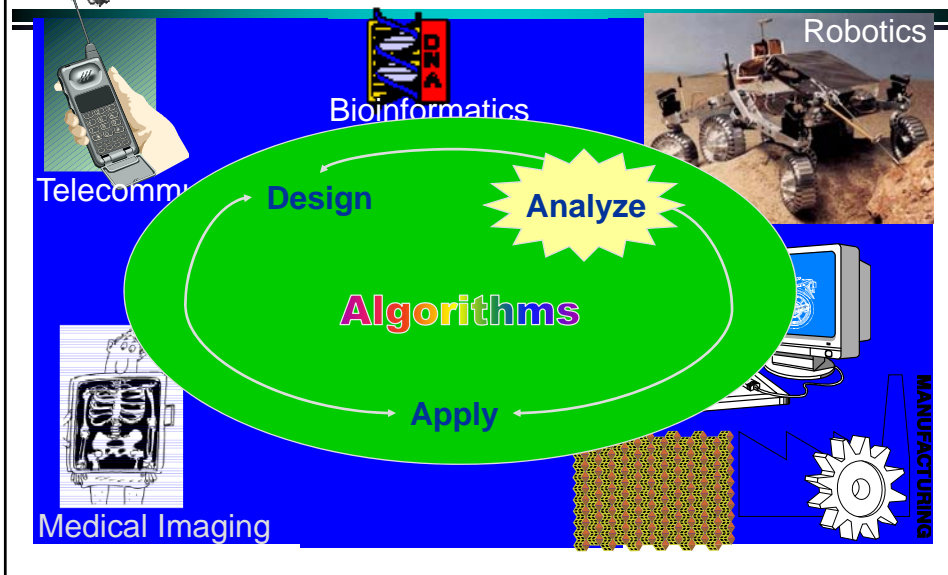 Robotics
DNA
Bioinformatics
Telecommu
Design
Analyze
Algorithms
Apply
MANUFACTURING
Medical Imaging